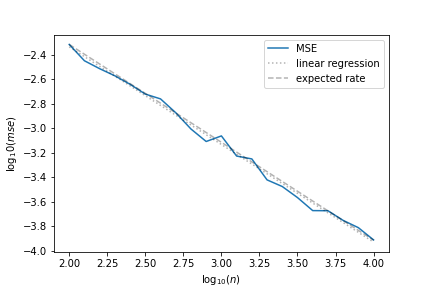 MSE
linear regression
expected rate
−2.4
−2.6
−2.8
−3.0
−3.2
−3.4
−3.6
−3.8
−4.0
log₁0(mse)
2.00 2.25 2.50 2.75 3.00 3.25 3.50 3.75 4.00
log₁₀(n)